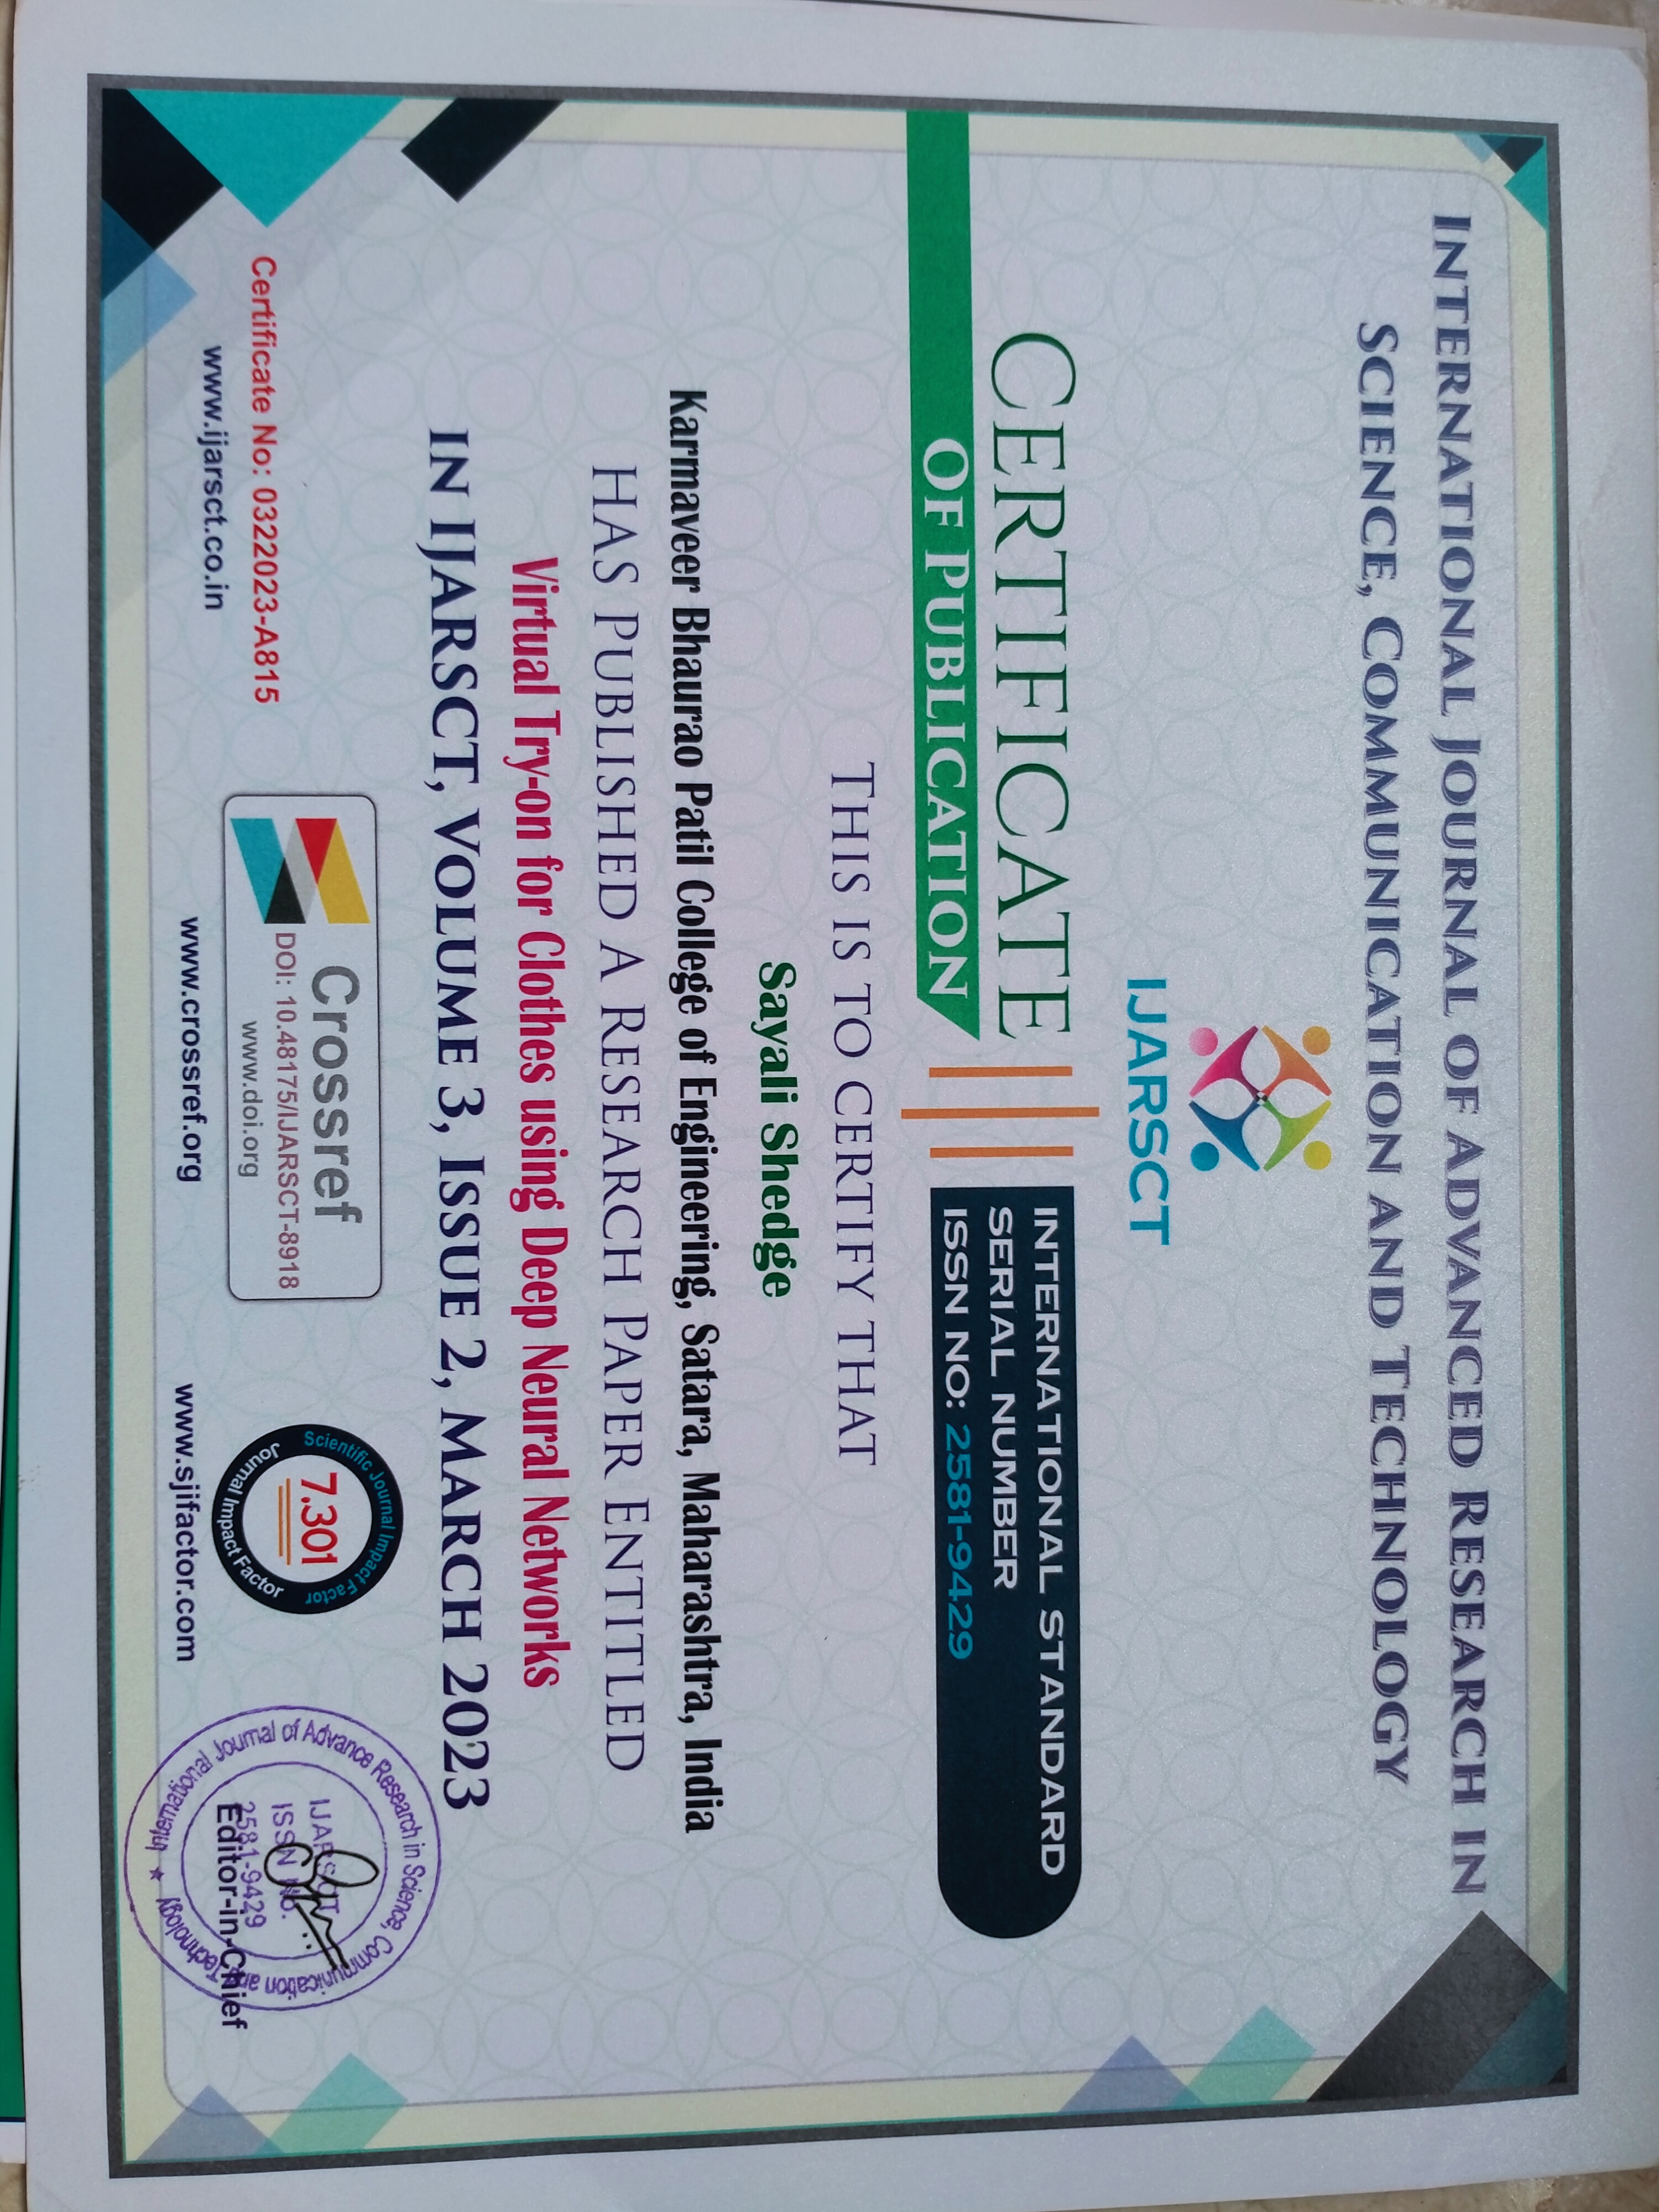 INTERNATIONAL JOURNAL OF ADVANCED RESEARCH IN
SCIENCE, COMMUNICATION AND TECHNOLOGY
IJARSCT
CERTIFICATE
OF PUBLICATION
INTERNATIONAL STANDARD
SERIAL NUMBER
ISSN NO: 2581-9429
THIS IS TO CERTIFY THAT
Sayali Shedge
Karmaveer Bhaurao Patil College of Engineering, Satara, Maharashtra, India
HAS PUBLISHED A RESEARCH PAPER ENTITLED
Virtual Try-on for Clothes using Deep Neural Networks
IN IJARSCT, VOLUME 3, ISSUE 2, MARCH 2023
Certificate No: 0322023-A815
www.ijarsct.co.in
Crossref
DOI: 10.48175/IJARSCT-8918
www.doi.org
www.crossref.org
Scientific Journal Impact Factor
7.301
Journal Impact Factor
www.sjifactor.com
International Journal of Advance Research in Science, Communication and Technology
IJARSCT
ISSN No.
2581-9429
Editor-in-Chief